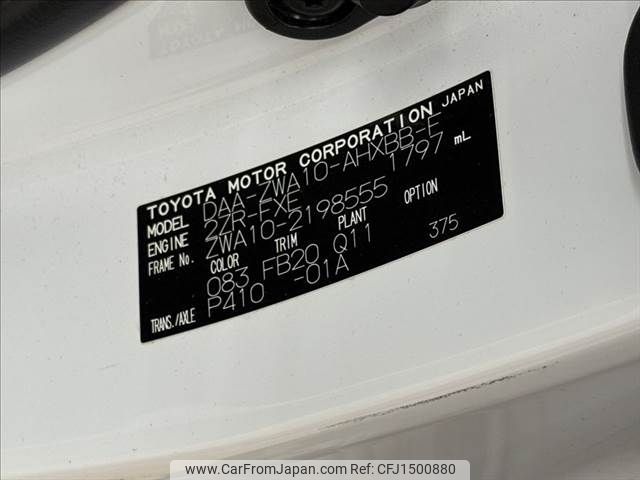 TOYOTA MOTOR CORPORATION JAPAN
MODEL DAA-ZWA10-AHXBB-F
ENGINE 2ZR-FXE 1797 mL
FRAME No. ZWA10-2198555
COLOR TRIM PLANT OPTION
083 FB20 Q11 375
TRANS./AXLE P410 -01A
www.CarFromJapan.com - CFJ1500880